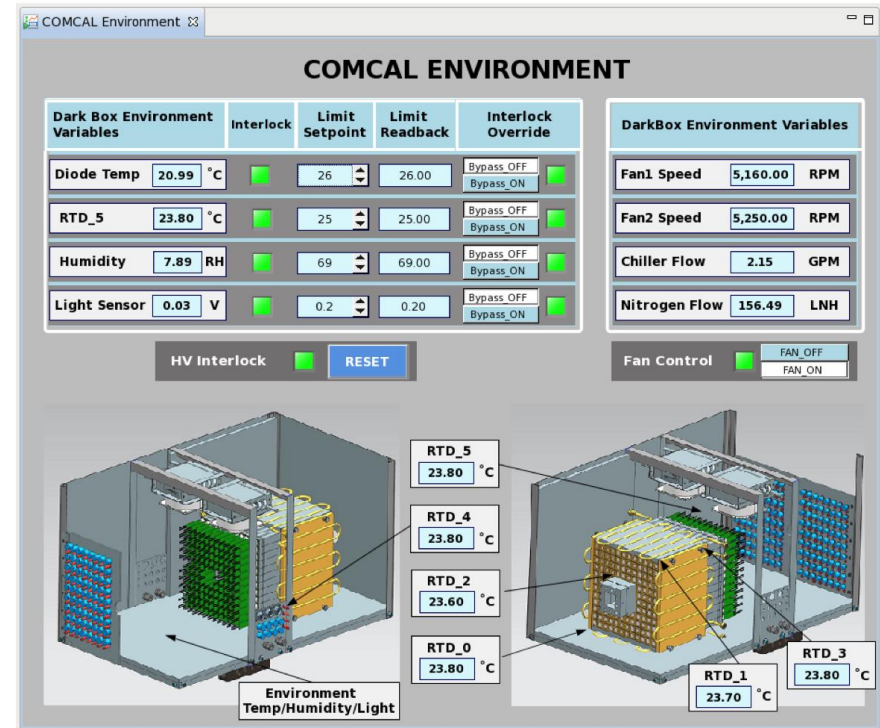 COMCAL Environment
COMCAL ENVIRONMENT
Dark Box Environment Variables Interlock Limit Setpoint Limit Readback Interlock Override
Diode Temp 20.99 °C 26 26.00 Bypass_OFF Bypass_ON
RTD_5 23.80 °C 25 25.00 Bypass_OFF Bypass_ON
Humidity 7.89 RH 69 69.00 Bypass_OFF Bypass_ON
Light Sensor 0.03 V 0.2 0.20 Bypass_OFF Bypass_ON
DarkBox Environment Variables
Fan1 Speed 5,160.00 RPM
Fan2 Speed 5,250.00 RPM
Chiller Flow 2.15 GPM
Nitrogen Flow 156.49 LNH
HV Interlock RESET
Fan Control FAN_OFF FAN_ON
RTD_5
23.80 °C
RTD_4
23.80 °C
RTD_2
23.60 °C
RTD_0
23.80 °C
RTD_3
23.80 °C
RTD_1
23.70 °C
Environment
Temp/Humidity/Light